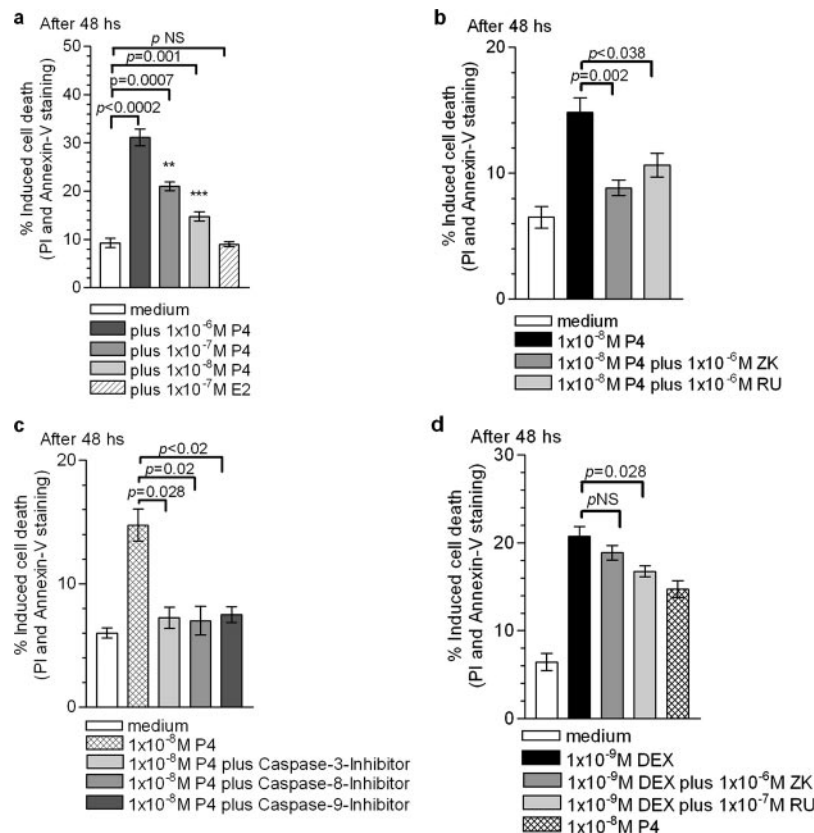 a
After 48 hs
p NS
p=0.001
p=0.0007
p<0.0002
**
***
50
40
30
20
10
0
% Induced cell death
(PI and Annexin-V staining)
medium
plus 1x10⁻⁶M P4
plus 1x10⁻⁷M P4
plus 1x10⁻⁸M P4
plus 1x10⁻⁷M E2
b
After 48 hs
p<0.038
p=0.002
20
10
0
% Induced cell death
(PI and Annexin-V staining)
medium
1x10⁻⁸M P4
1x10⁻⁸M P4 plus 1x10⁻⁶M ZK
1x10⁻⁸M P4 plus 1x10⁻⁶M RU
c
After 48 hs
p<0.02
p=0.02
p=0.028
20
10
0
% Induced cell death
(PI and Annexin-V staining)
medium
1x10⁻⁸M P4
1x10⁻⁸M P4 plus Caspase-3-Inhibitor
1x10⁻⁸M P4 plus Caspase-8-Inhibitor
1x10⁻⁸M P4 plus Caspase-9-Inhibitor
d
After 48 hs
p=0.028
pNS
30
20
10
0
% Induced cell death
(PI and Annexin-V staining)
medium
1x10⁻⁹M DEX
1x10⁻⁹M DEX plus 1x10⁻⁶M ZK
1x10⁻⁹M DEX plus 1x10⁻⁷M RU
1x10⁻⁸M P4